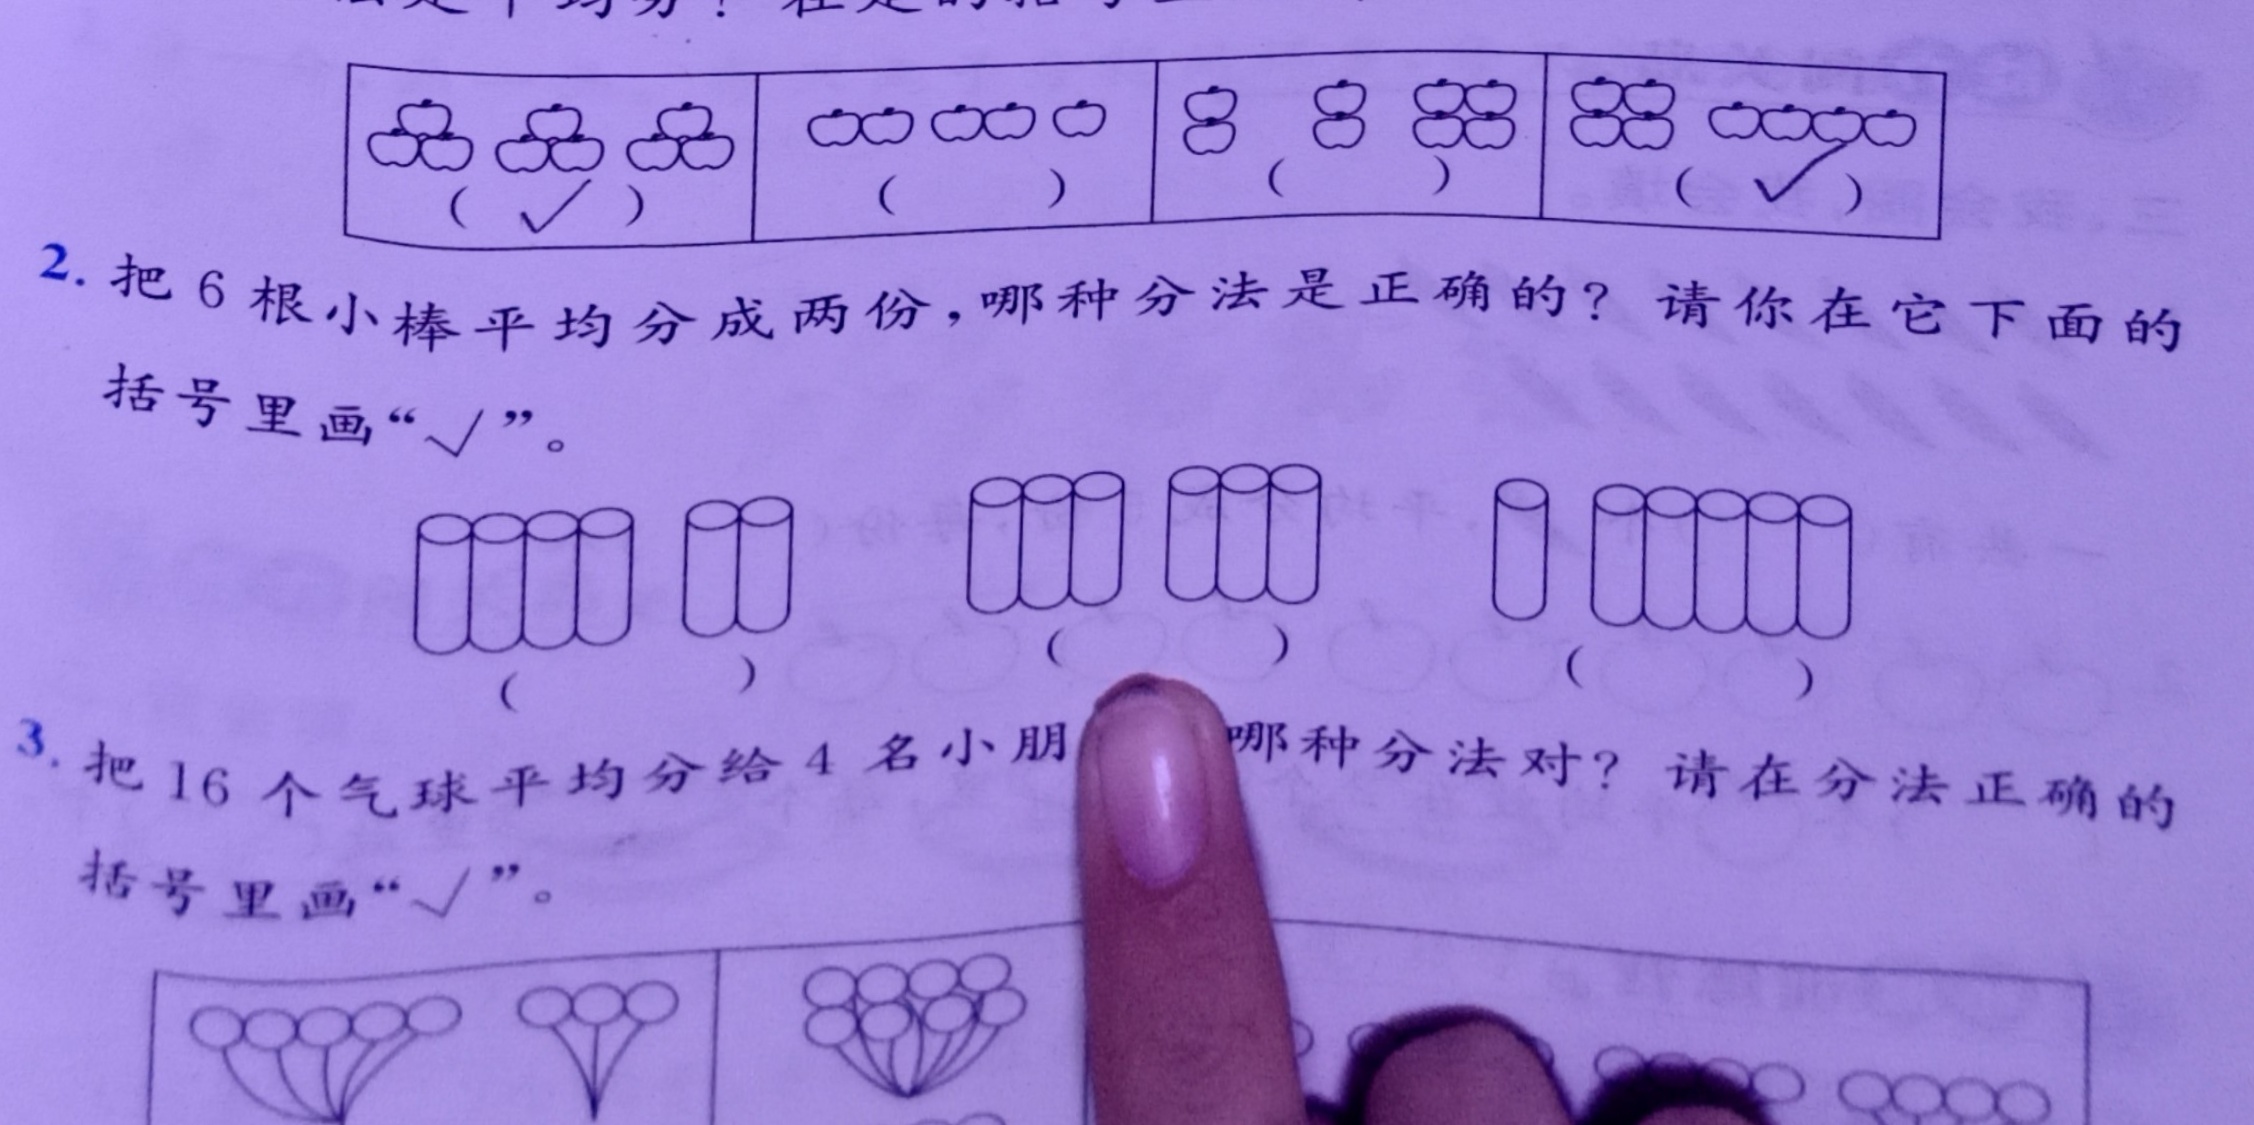 ( √ ) ( ) ( ) ( √ )
2. 把 6 根小棒平均分成两份,哪种分法是正确的? 请你在它下面的
括号里画“√”。
( ) ( ) ( )
3. 把 16 个气球平均分给 4 名小朋 哪种分法对? 请在分法正确的
括号里画“√”。